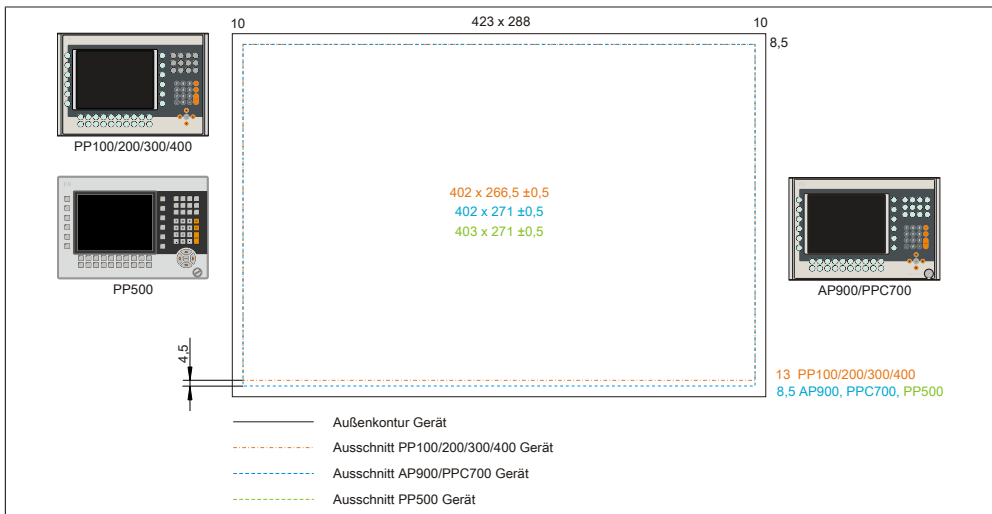 10
423 x 288
10
8,5
PP100/200/300/400
402 x 266,5 ±0,5
402 x 271 ±0,5
403 x 271 ±0,5
PP500
AP900/PPC700
4,5
13 PP100/200/300/400
8,5 AP900, PPC700, PP500
Außenkontur Gerät
Ausschnitt PP100/200/300/400 Gerät
Ausschnitt AP900/PPC700 Gerät
Ausschnitt PP500 Gerät